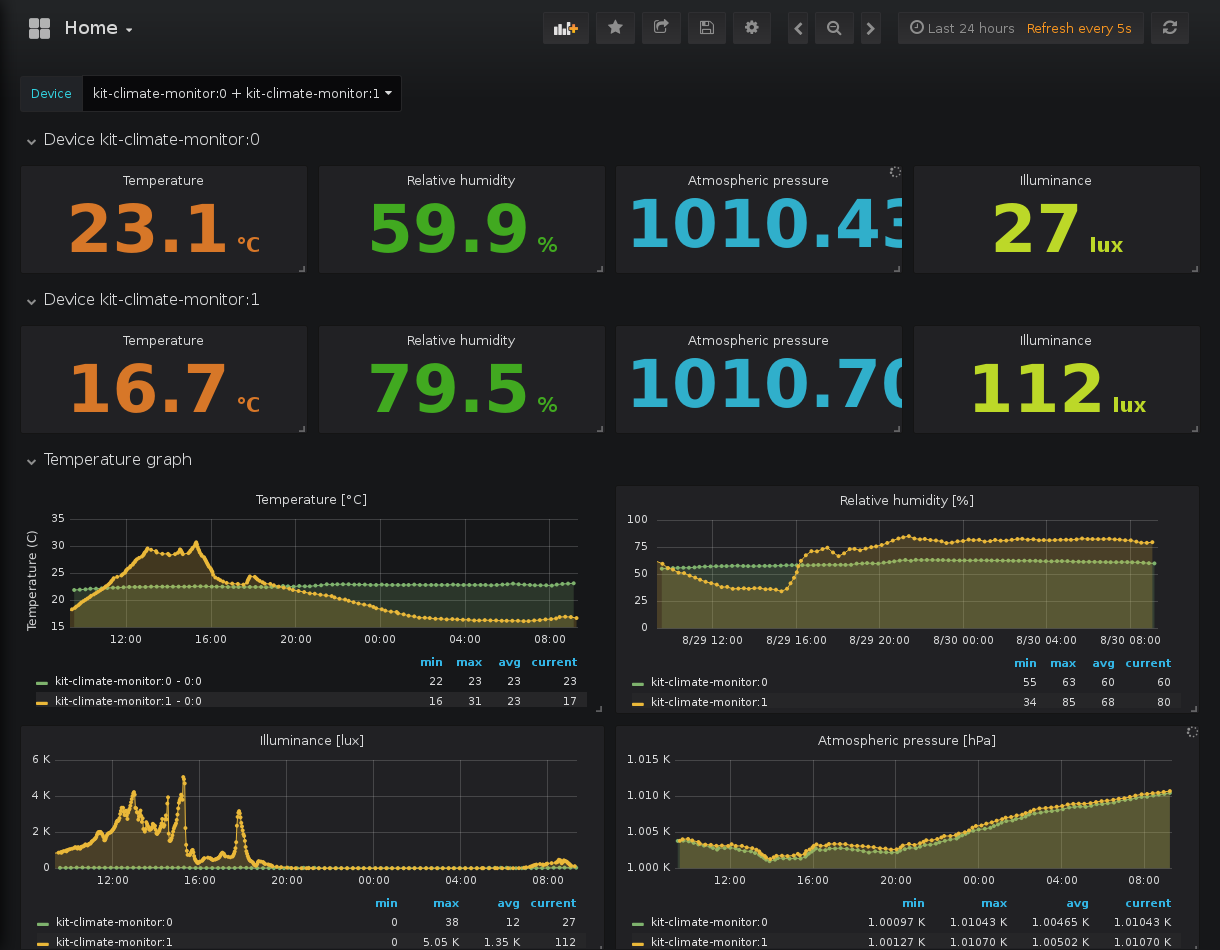 Home
Last 24 hours Refresh every 5s
Device kit-climate-monitor:0 + kit-climate-monitor:1
Device kit-climate-monitor:0
Temperature Relative humidity Atmospheric pressure Illuminance
23.1 °C 59.9 % 1010.43 27 lux
Device kit-climate-monitor:1
Temperature Relative humidity Atmospheric pressure Illuminance
16.7 °C 79.5 % 1010.70 112 lux
Temperature graph
Temperature [°C]
Temperature (C)
35
30
25
20
15
12:00 16:00 20:00 00:00 04:00 08:00
min max avg current
kit-climate-monitor:0 - 0:0 22 23 23 23
kit-climate-monitor:1 - 0:0 16 31 23 17
Relative humidity [%]
100
75
50
25
0
8/29 12:00 8/29 16:00 8/29 20:00 8/30 00:00 8/30 04:00 8/30 08:00
min max avg current
kit-climate-monitor:0 55 63 60 60
kit-climate-monitor:1 34 85 68 80
Illuminance [lux]
6 K
4 K
2 K
0
12:00 16:00 20:00 00:00 04:00 08:00
min max avg current
kit-climate-monitor:0 0 38 12 27
kit-climate-monitor:1 0 5.05 K 1.35 K 112
Atmospheric pressure [hPa]
1.015 K
1.010 K
1.005 K
1.000 K
12:00 16:00 20:00 00:00 04:00 08:00
min max avg current
kit-climate-monitor:0 1.00097 K 1.01043 K 1.00465 K 1.01043 K
kit-climate-monitor:1 1.00127 K 1.01070 K 1.00502 K 1.01070 K